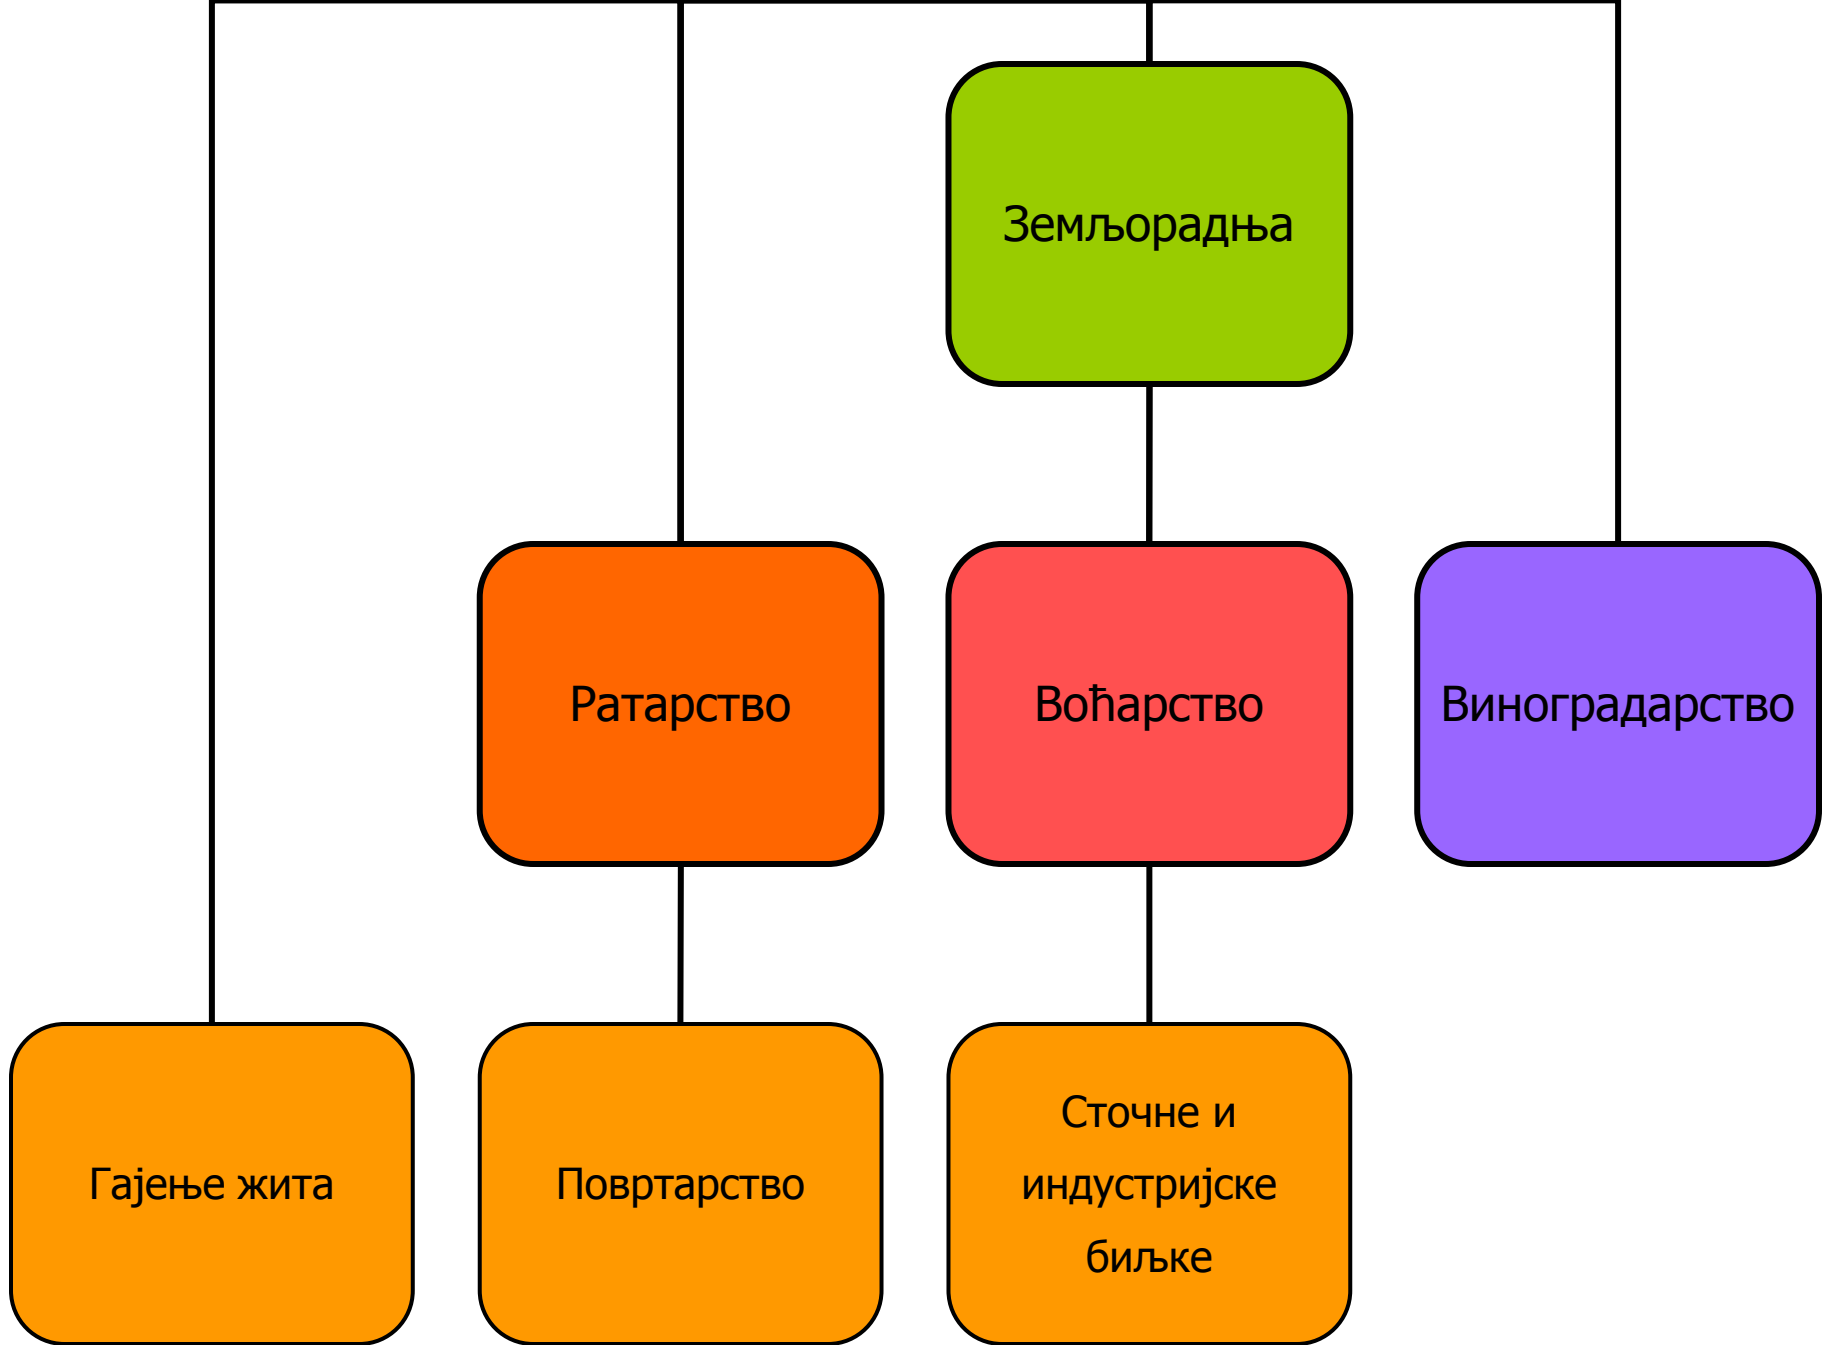 Земљорадња
Ратарство
Воћарство
Виноградарство
Гајење жита
Повртарство
Сточне и
индустријске
биљке